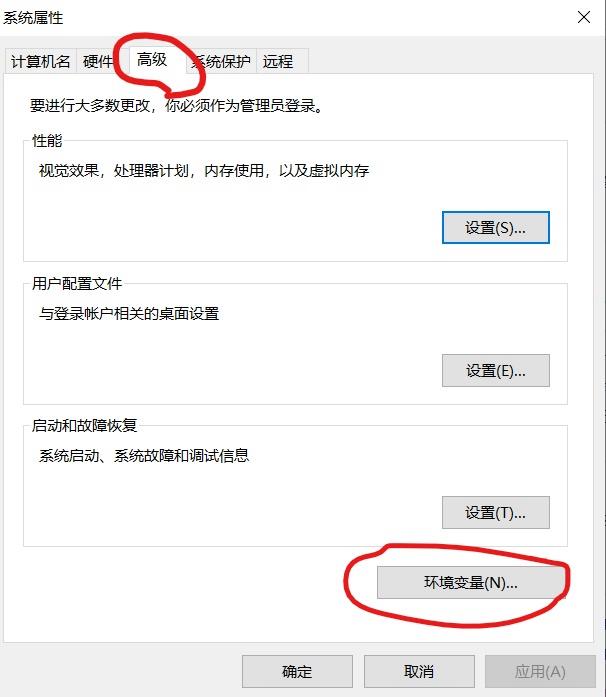 系统属性
计算机名 硬件 高级 系统保护 远程
要进行大多数更改，你必须作为管理员登录。
性能
视觉效果，处理器计划，内存使用，以及虚拟内存
设置(S)...
用户配置文件
与登录帐户相关的桌面设置
设置(E)...
启动和故障恢复
系统启动、系统故障和调试信息
设置(T)...
环境变量(N)...
确定 取消 应用(A)